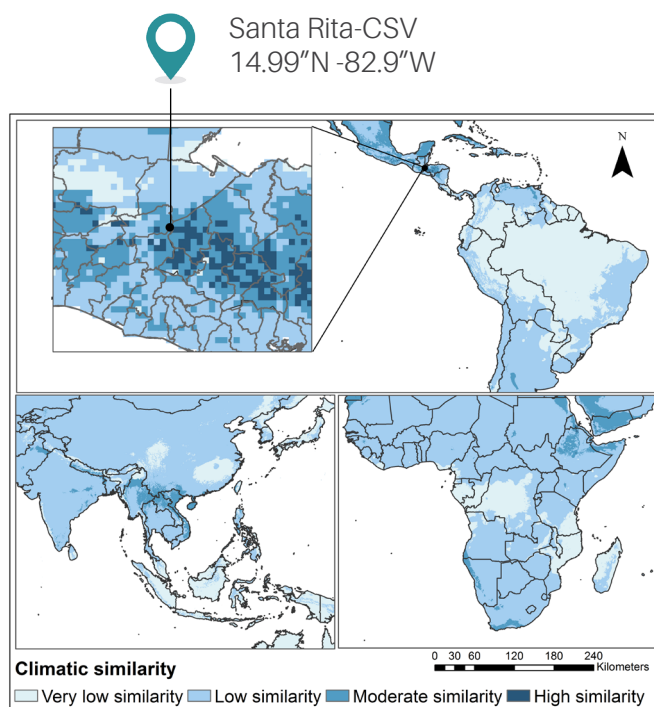 Santa Rita-CSV
14.99”N -82.9”W
N
Climatic similarity
0 30 60 120 180 240
Kilometers
Very low similarity Low similarity Moderate similarity High similarity